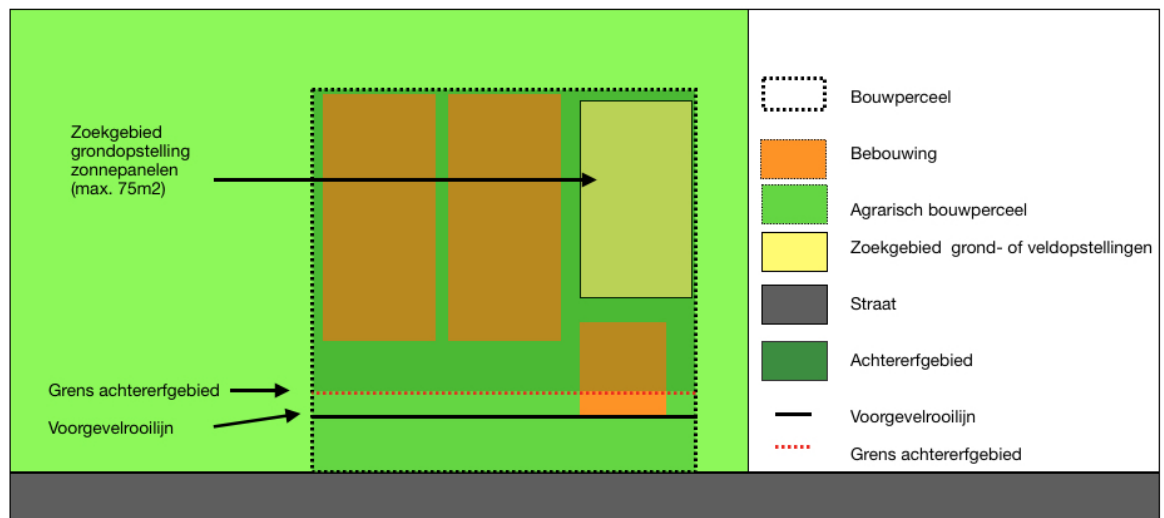 Zoekgebied
grondopstelling
zonnepanelen
(max. 75m2)
Grens achtererfgebied
Voorgevelrooilijn
Bouwperceel
Bebouwing
Agrarisch bouwperceel
Zoekgebied grond- of veldopstellingen
Straat
Achtererfgebied
Voorgevelrooilijn
Grens achtererfgebied